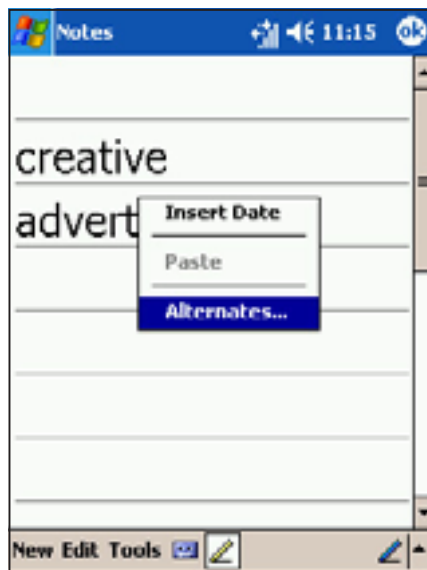 Notes 11:15 ok
creative
advert
Insert Date
Paste
Alternates...
New Edit Tools